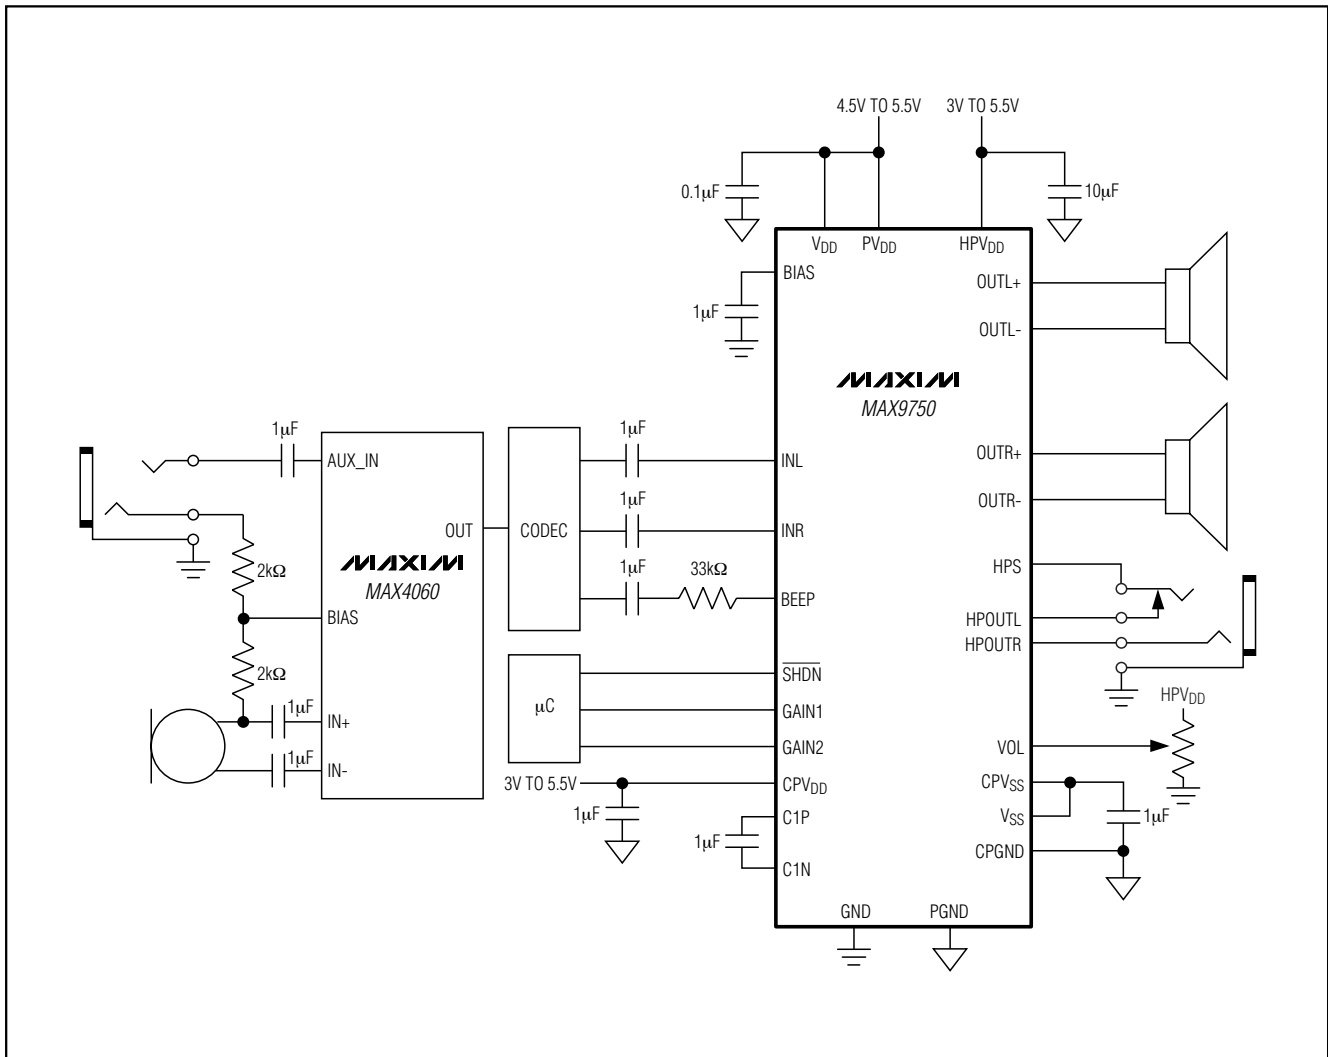 4.5V TO 5.5V
3V TO 5.5V
0.1µF
10µF
VDD
PVDD
HPVDD
BIAS
1µF
OUTL+
OUTL-
MAXIM
MAX9750
OUTR+
OUTR-
1µF
AUX_IN
OUT
MAXIM
MAX4060
2kΩ
BIAS
2kΩ
1µF
IN+
1µF
IN-
CODEC
1µF
INL
1µF
INR
1µF
33kΩ
BEEP
µC
SHDN
GAIN1
GAIN2
3V TO 5.5V
CPVDD
1µF
C1P
1µF
C1N
HPS
HPOUTL
HPOUTR
HPVDD
VOL
CPVSS
VSS
1µF
CPGND
GND
PGND